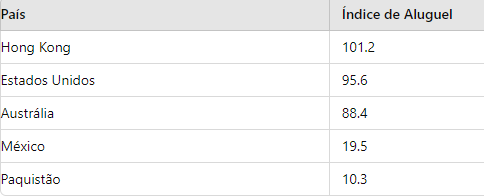 País Índice de Aluguel
Hong Kong 101.2
Estados Unidos 95.6
Austrália 88.4
México 19.5
Paquistão 10.3